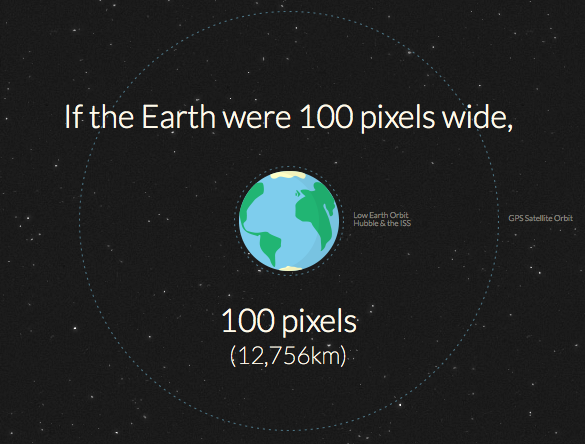 If the Earth were 100 pixels wide,
Low Earth Orbit
Hubble & the ISS
GPS Satellite Orbit
100 pixels
(12,756km)